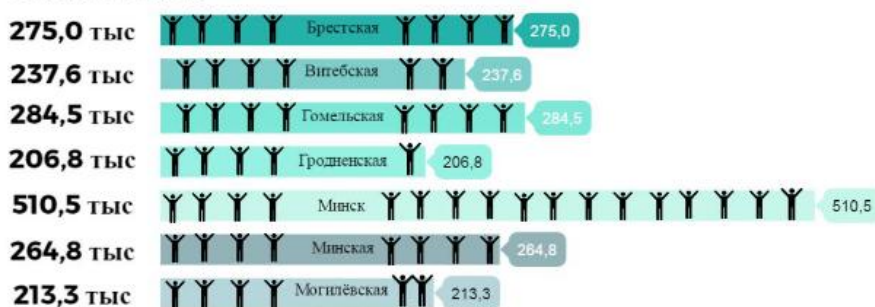 275,0 тыс Брестская 275,0
237,6 тыс Витебская 237,6
284,5 тыс Гомельская 284,5
206,8 тыс Гродненская 206,8
510,5 тыс Минск 510,5
264,8 тыс Минская 264,8
213,3 тыс Могилёвская 213,3